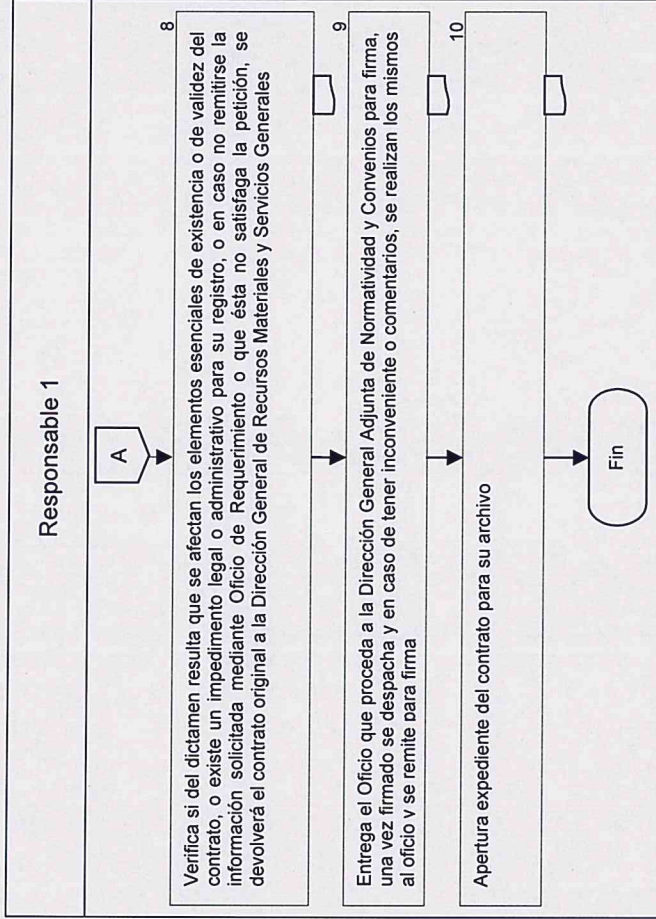 Responsable 1
A
8
Verifica si del dictamen resulta que se afectan los elementos esenciales de existencia o de validez del
contrato, o existe un impedimento legal o administrativo para su registro, o en caso no remitirse la
información solicitada mediante Oficio de Requerimiento o que ésta no satisfaga la petición, se
devolverá el contrato original a la Dirección General de Recursos Materiales y Servicios Generales
9
Entrega el Oficio que proceda a la Dirección General Adjunta de Normatividad y Convenios para firma,
una vez firmado se despacha y en caso de tener inconveniente o comentarios, se realizan los mismos
al oficio y se remite para firma
10
Apertura expediente del contrato para su archivo
Fin